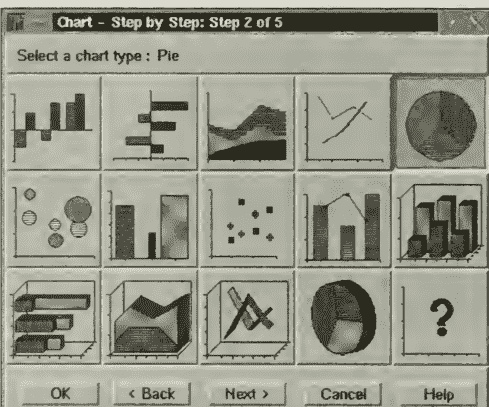 Chart - Step by Step: Step 2 of 5
Select a chart type : Pie
?
OK < Back Next > Cancel Help